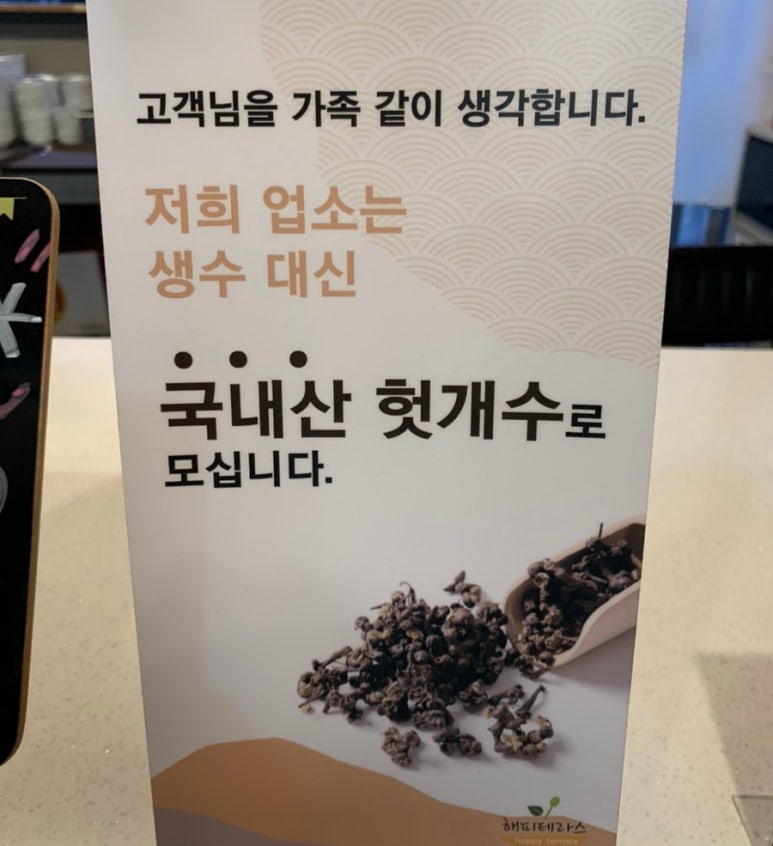 고객님을 가족 같이 생각합니다.
저희 업소는
생수 대신
국내산 헛개수로
모십니다.
해피테라스
happy terrace